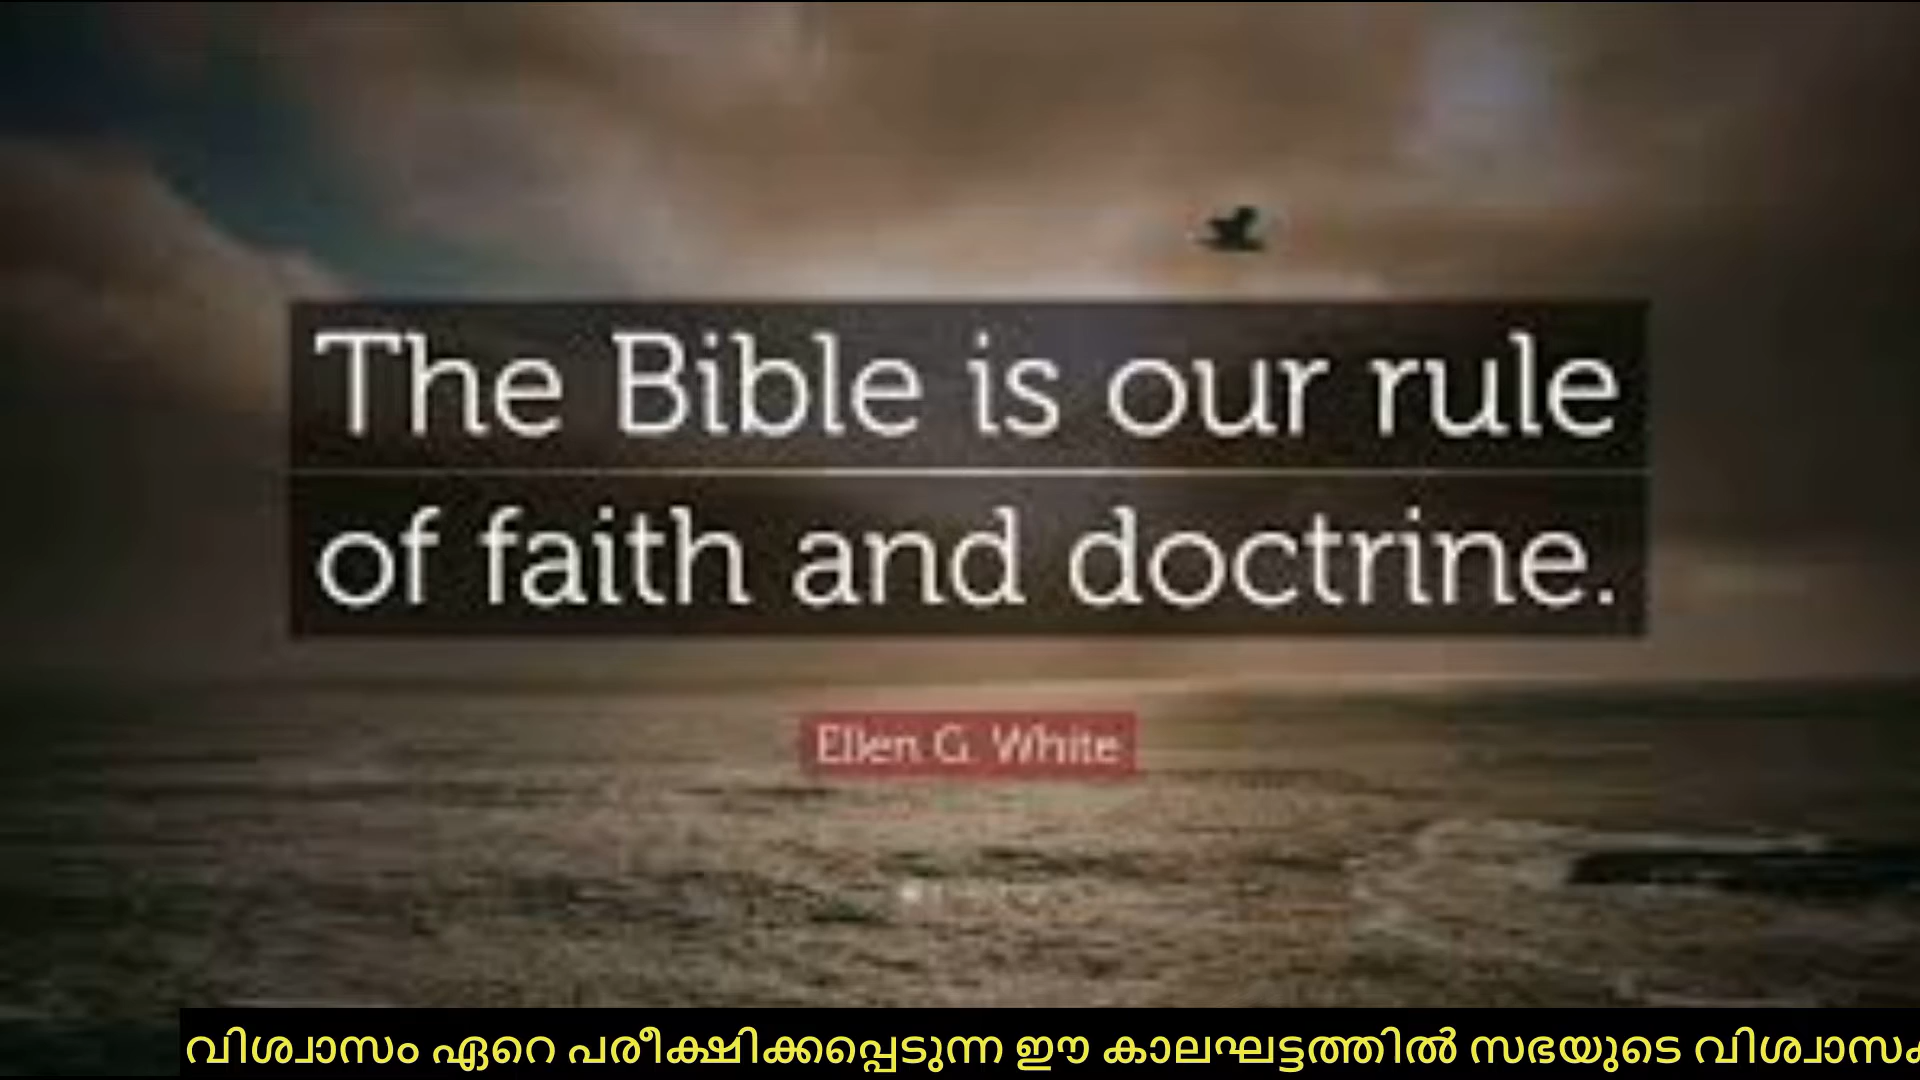 The Bible is our rule
of faith and doctrine.
Ellen G. White
വിശ്വാസം ഏറെ പരീക്ഷിക്കപ്പെടുന്ന ഈ കാലഘട്ടത്തിൽ സഭയുടെ